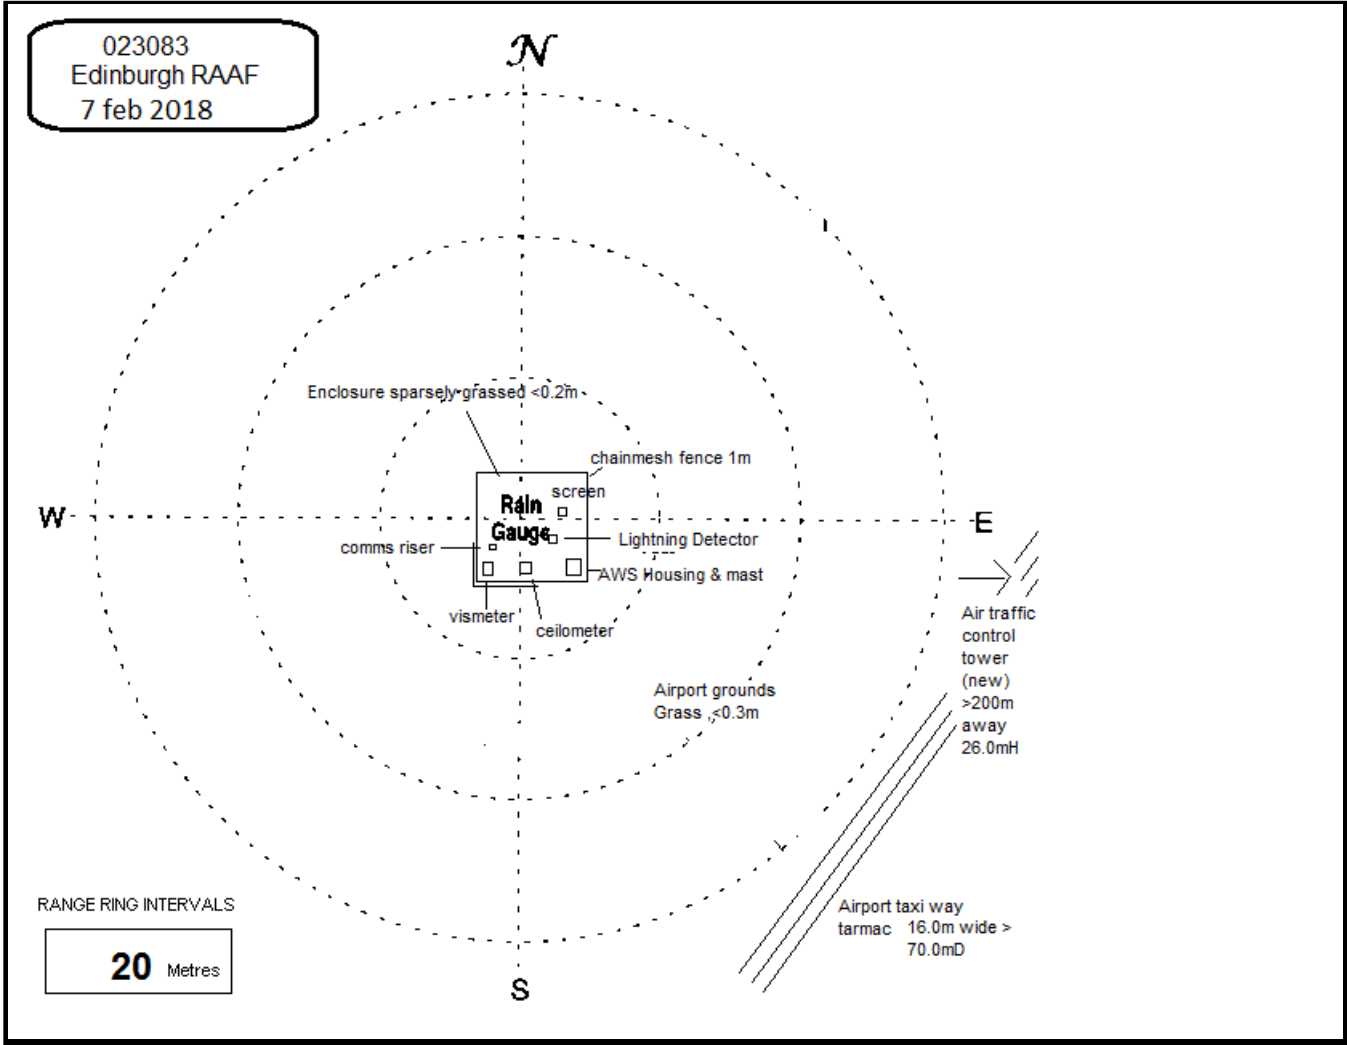 023083
Edinburgh RAAF
7 feb 2018
N
Enclosure sparsely grassed <0.2m
chainmesh fence 1m
screen
Rain
Gauge
W
E
comms riser
Lightning Detector
AWS Housing & mast
vismeter
ceilometer
Air traffic
control
tower
(new)
>200m
away
26.0mH
Airport grounds
Grass <0.3m
Airport taxi way
tarmac 16.0m wide >
70.0mD
RANGE RING INTERVALS
20 Metres
S